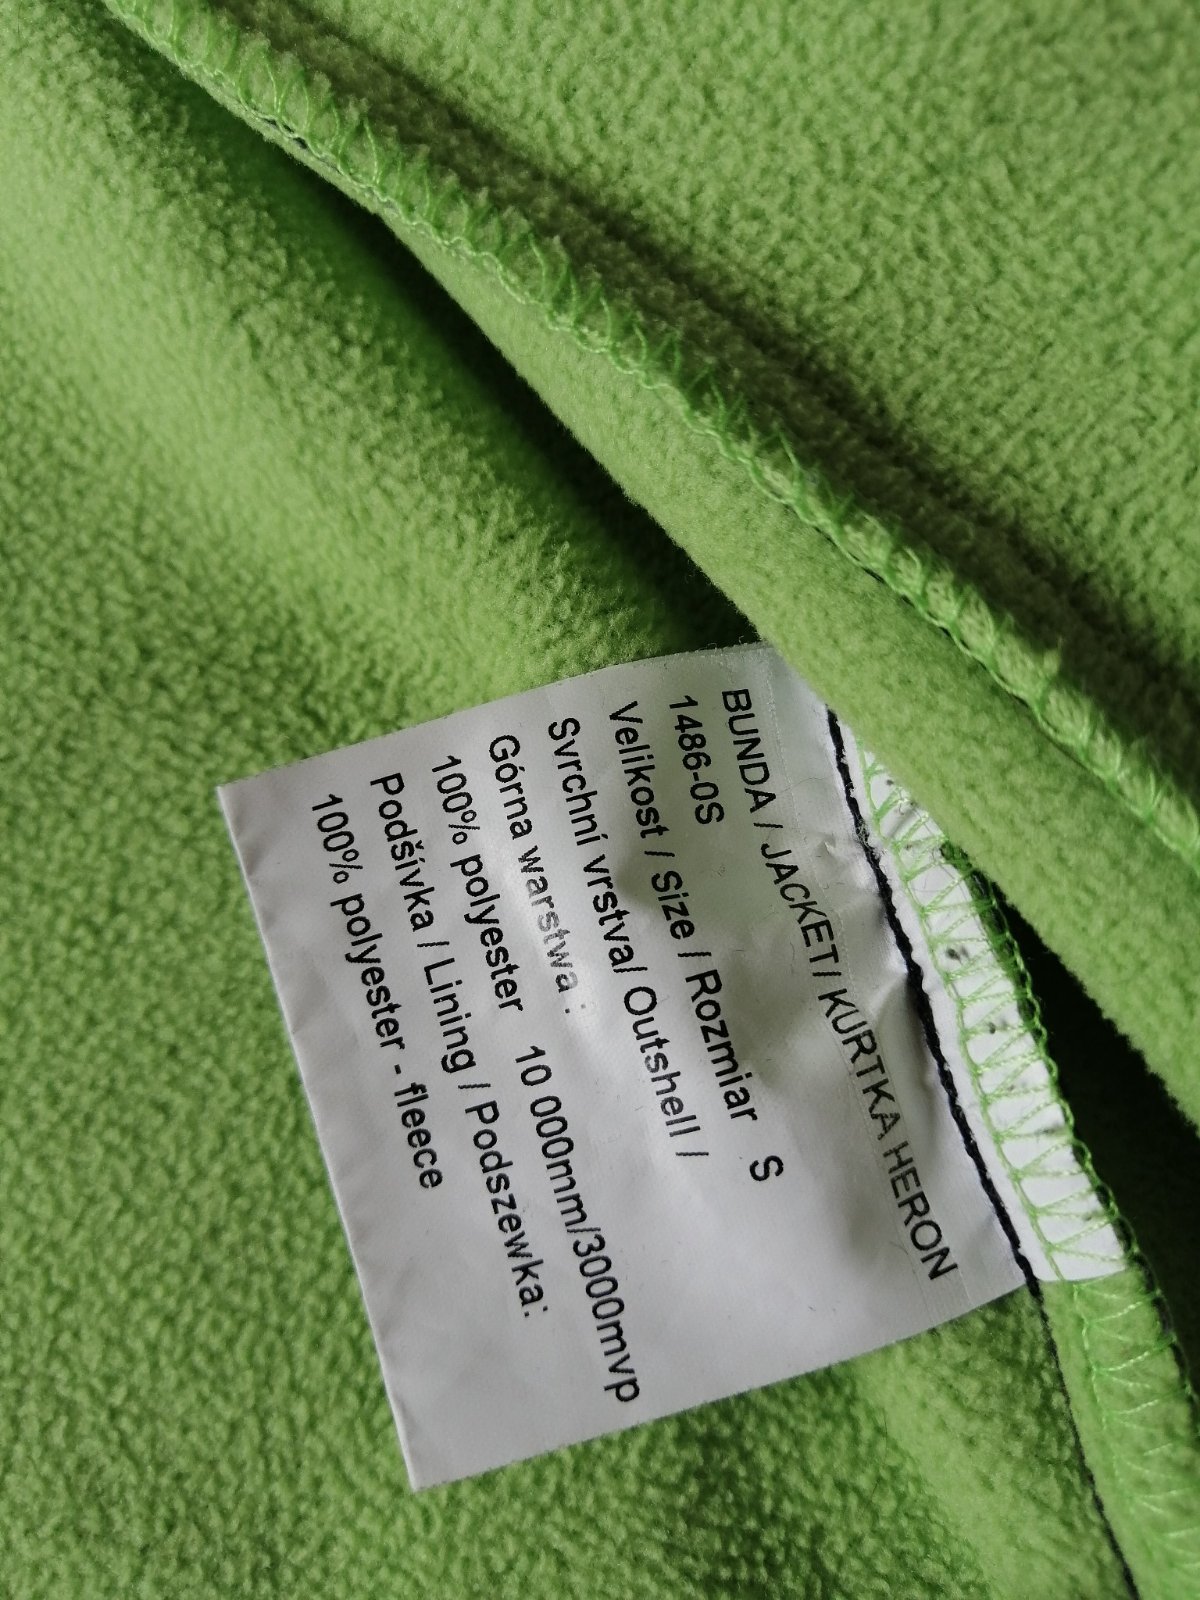 BUNDA / JACKET / KURTKA HERON
1486-0S
Velikost / Size / Rozmiar S
Svrchní vrstva/ Outshell /
Górna warstwa :
100% polyester 10 000mm/3000mvp
Podšívka / Lining / Podszewka:
100% polyester - fleece